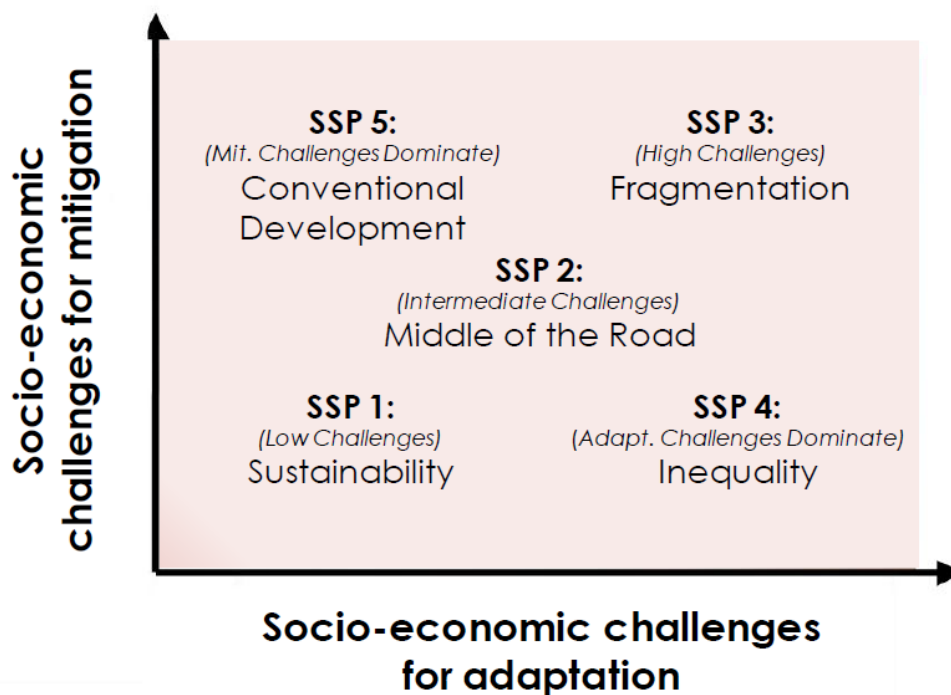 Socio-economic
challenges for mitigation
SSP 5:
(Mit. Challenges Dominate)
Conventional
Development
SSP 3:
(High Challenges)
Fragmentation
SSP 2:
(Intermediate Challenges)
Middle of the Road
SSP 1:
(Low Challenges)
Sustainability
SSP 4:
(Adapt. Challenges Dominate)
Inequality
Socio-economic challenges
for adaptation